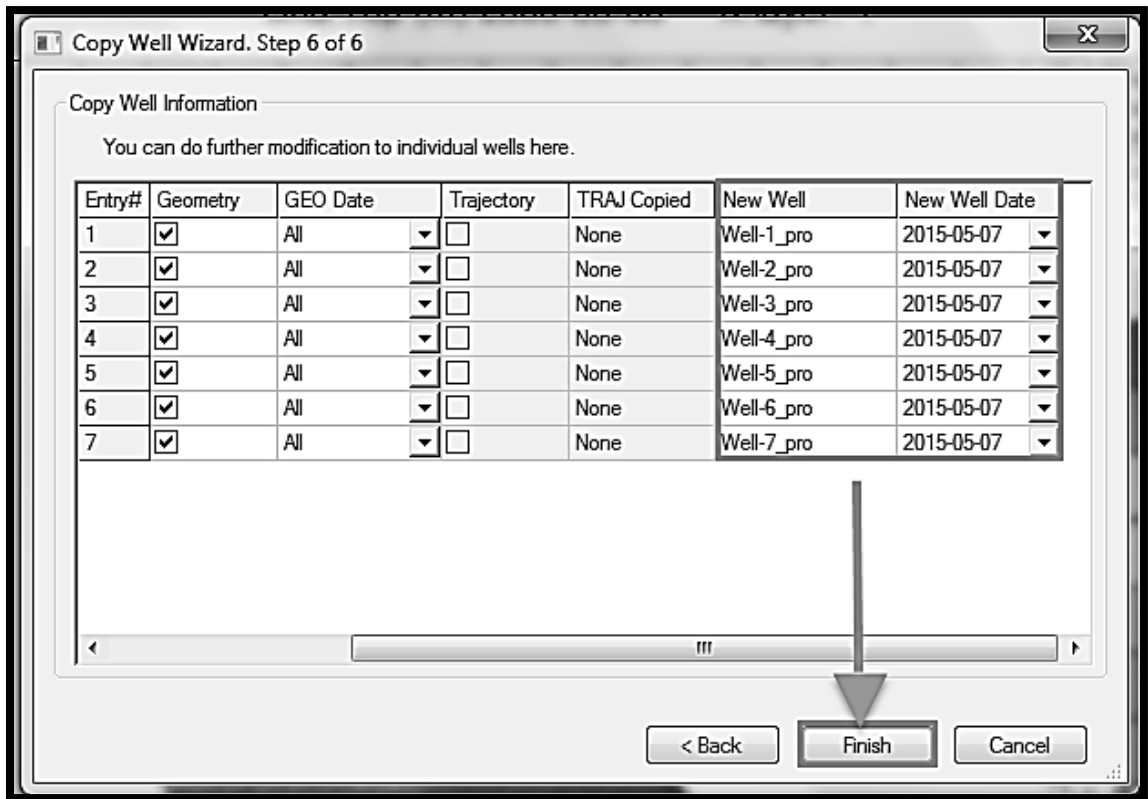 Copy Well Wizard. Step 6 of 6
X
Copy Well Information
You can do further modification to individual wells here.
Entry# Geometry GEO Date Trajectory TRAJ Copied New Well New Well Date
1 All None Well-1_pro 2015-05-07
2 All None Well-2_pro 2015-05-07
3 All None Well-3_pro 2015-05-07
4 All None Well-4_pro 2015-05-07
5 All None Well-5_pro 2015-05-07
6 All None Well-6_pro 2015-05-07
7 All None Well-7_pro 2015-05-07
< Back Finish Cancel